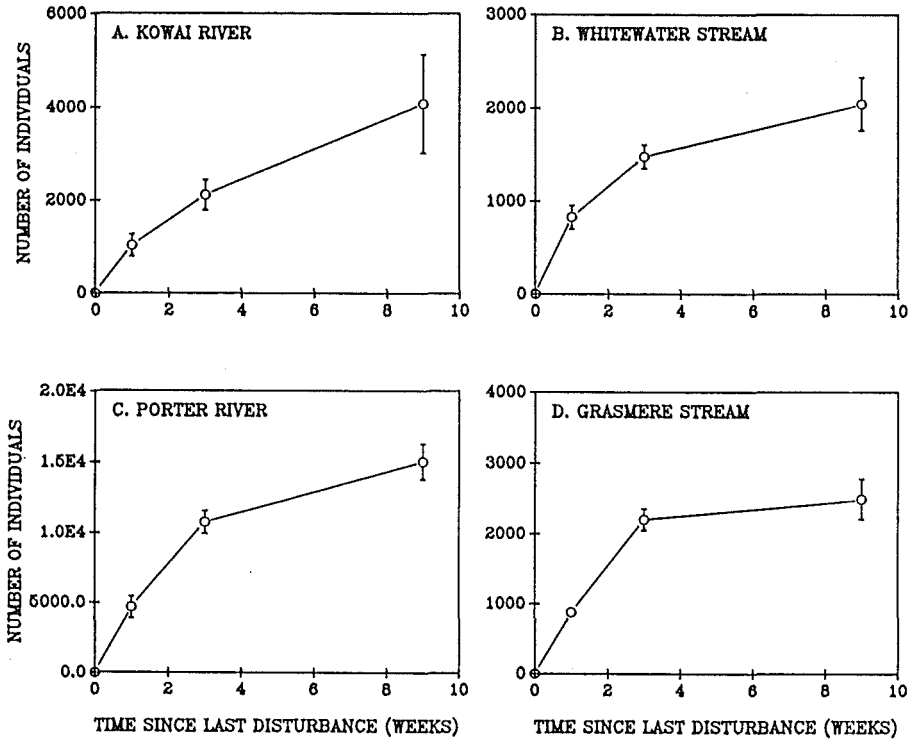 A. KOWAI RIVER
NUMBER OF INDIVIDUALS
6000
4000
2000
0
0 2 4 6 8 10
B. WHITEWATER STREAM
3000
2000
1000
0
0 2 4 6 8 10
C. PORTER RIVER
NUMBER OF INDIVIDUALS
2.0E4
1.5E4
1.0E4
5000.0
0.0
0 2 4 6 8 10
TIME SINCE LAST DISTURBANCE (WEEKS)
D. GRASMERE STREAM
4000
3000
2000
1000
0
0 2 4 6 8 10
TIME SINCE LAST DISTURBANCE (WEEKS)